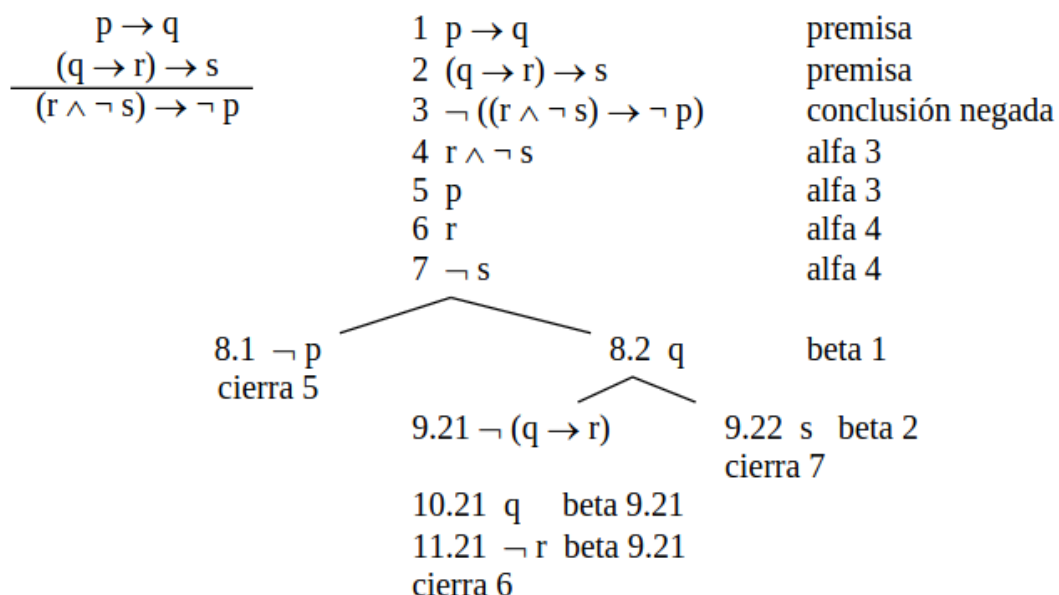 p → q
(q → r) → s
(r ∧ ¬ s) → ¬ p
1 p → q premisa
2 (q → r) → s premisa
3 ¬ ((r ∧ ¬ s) → ¬ p) conclusión negada
4 r ∧ ¬ s alfa 3
5 p alfa 3
6 r alfa 4
7 ¬ s alfa 4
8.1 ¬ p 8.2 q beta 1
cierra 5
9.21 ¬ (q → r) 9.22 s beta 2
cierra 7
10.21 q beta 9.21
11.21 ¬ r beta 9.21
cierra 6